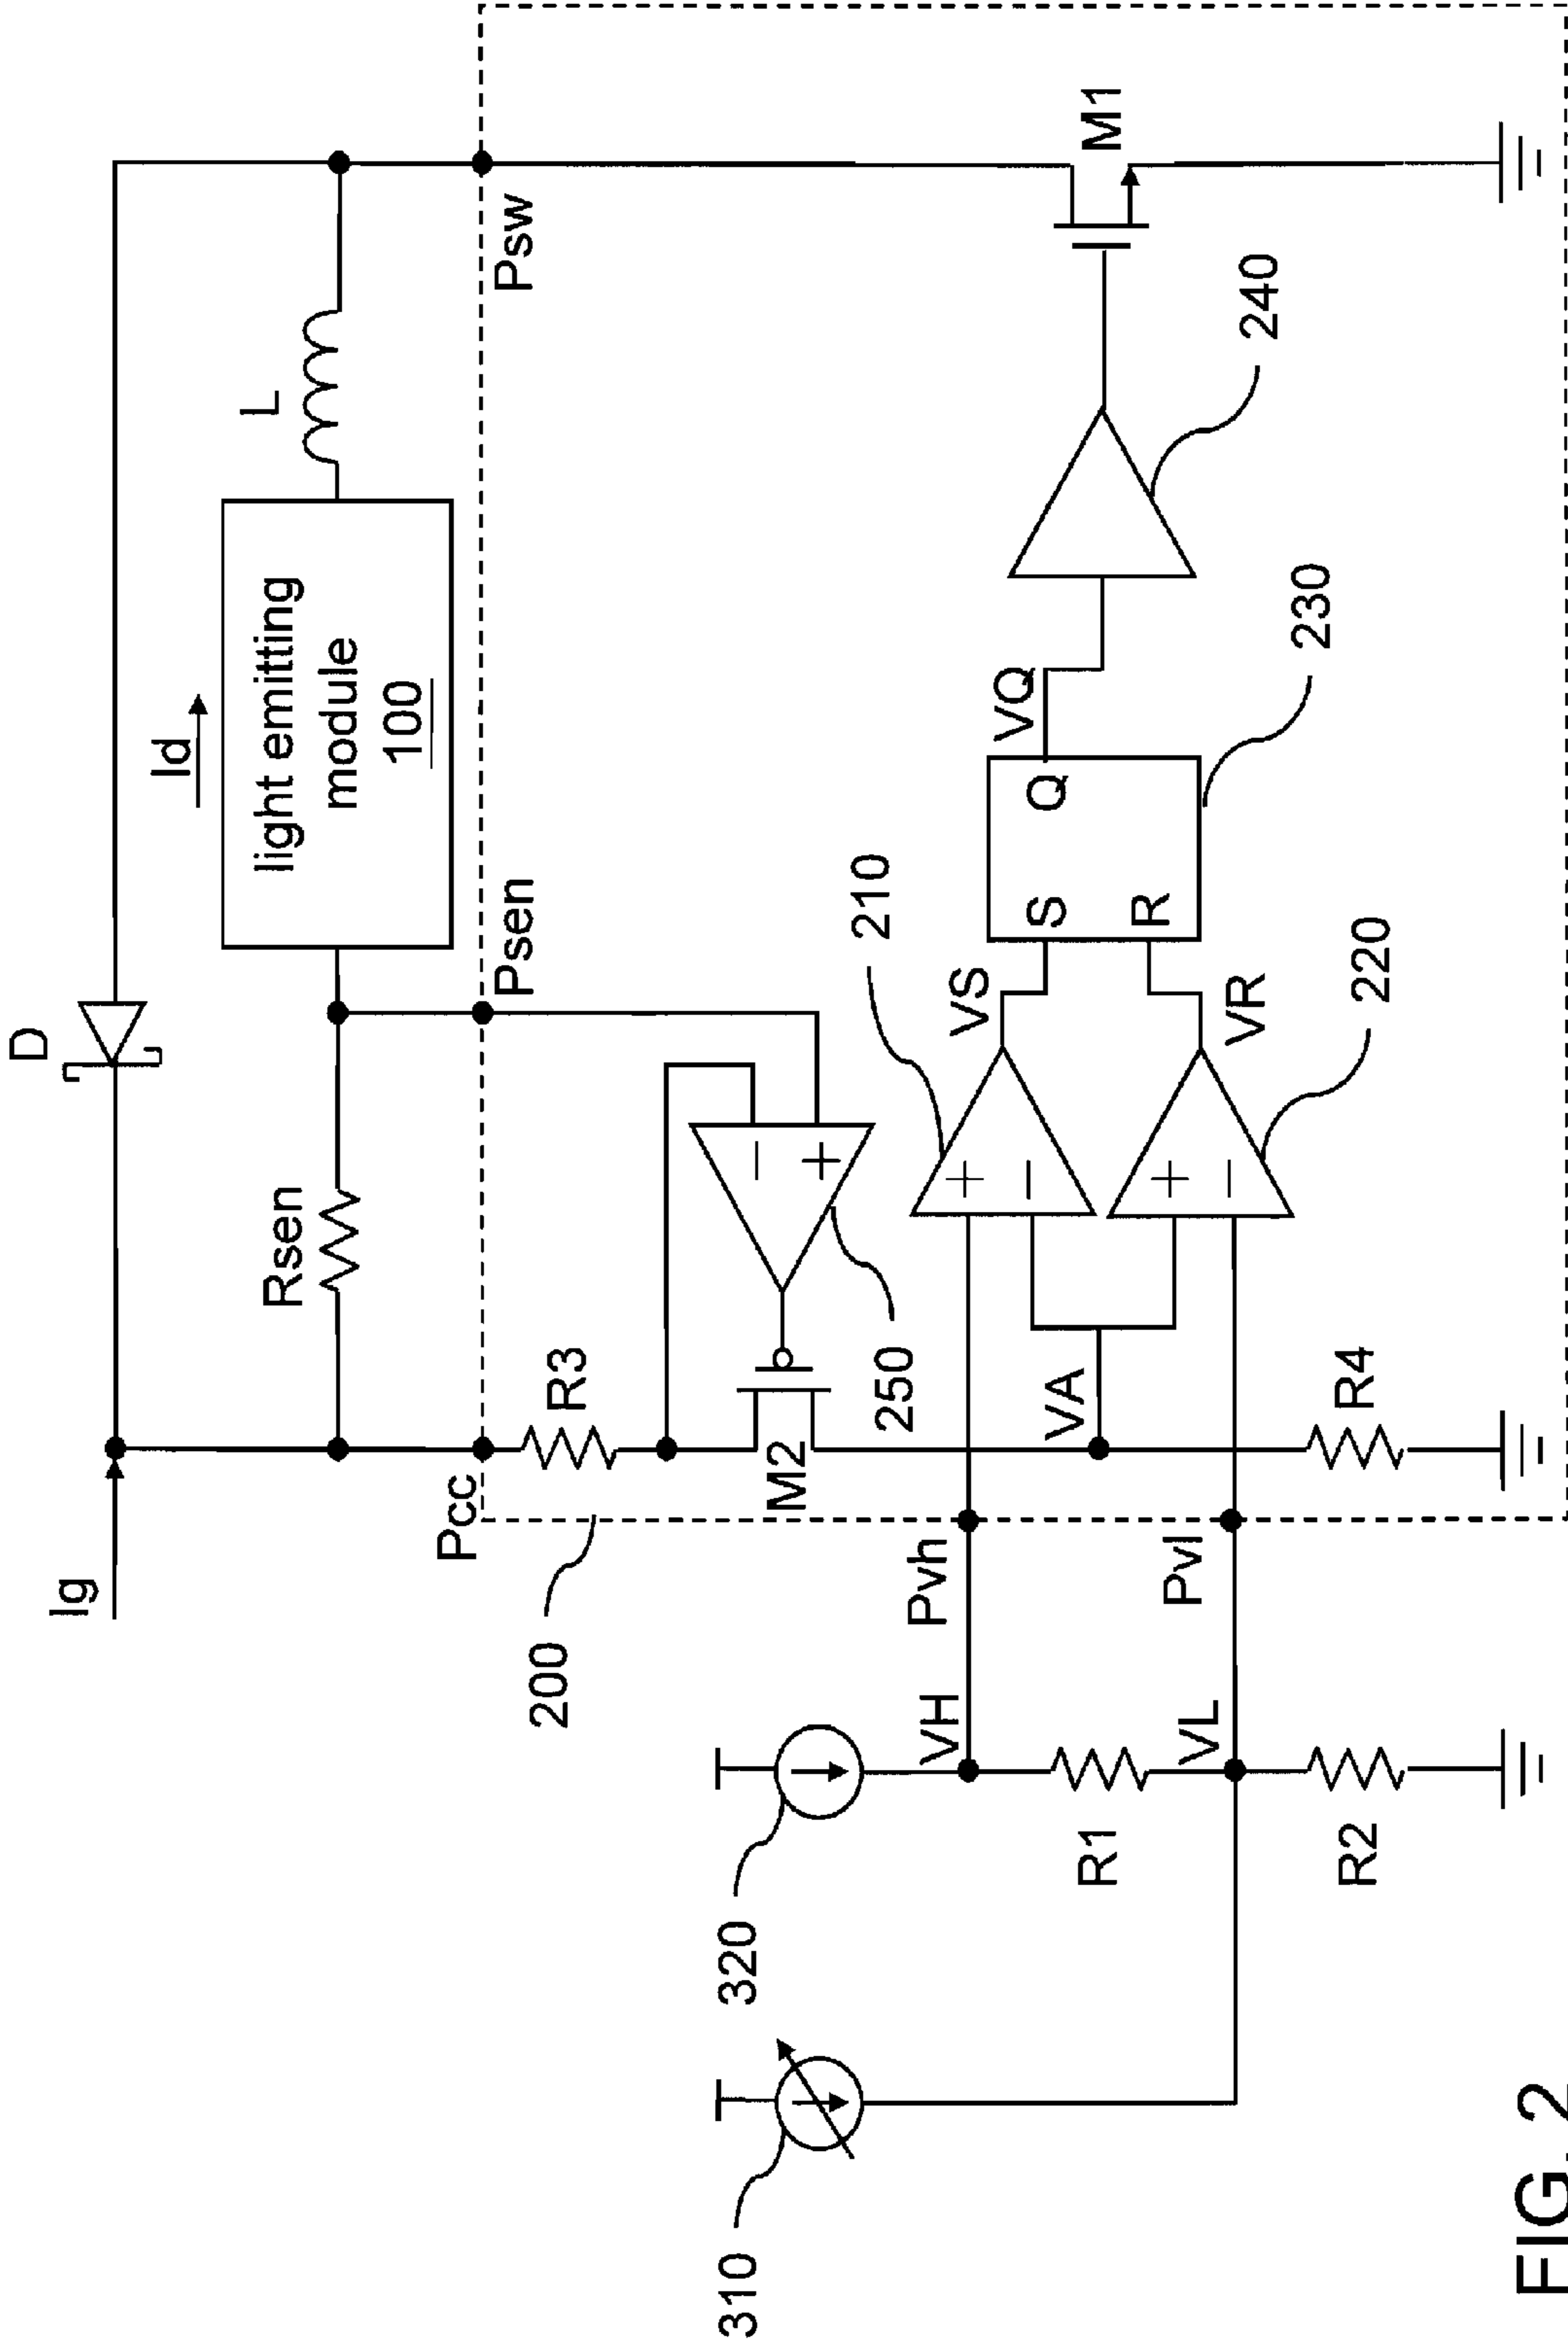 D
Ig
Id
L
Rsen
light emitting
module
100
Pcc
Psen
Psw
200
R3
M2
250
-
+
210
VS
VA
+
-
+
-
S
R
Q
VQ
VR
220
230
240
M1
R4
Pvh
Pvl
VH
VL
R1
R2
320
310
FIG. 2